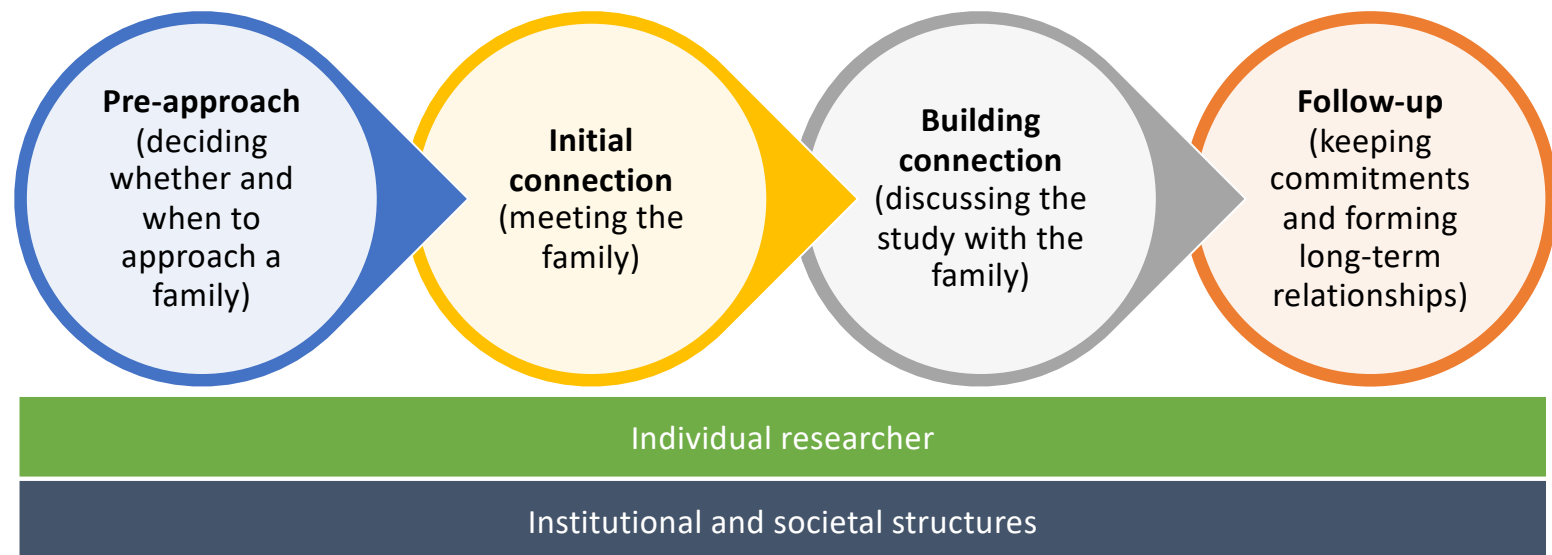 Pre-approach
(deciding
whether and
when to
approach a
family)
Initial
connection
(meeting the
family)
Building
connection
(discussing the
study with the
family)
Follow-up
(keeping
commitments
and forming
long-term
relationships)
Individual researcher
Institutional and societal structures